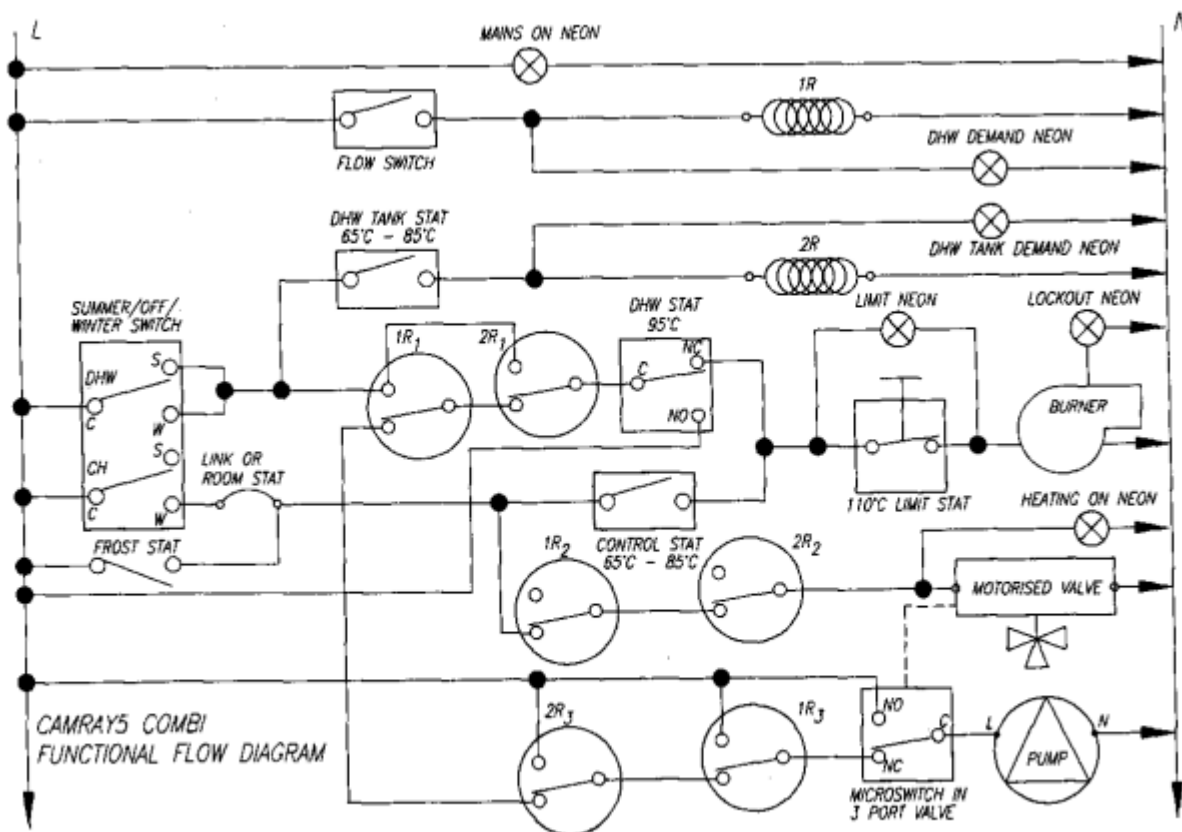 L
N
MAINS ON NEON
1R
FLOW SWITCH
DHW DEMAND NEON
DHW TANK STAT
65°C - 85°C
DHW TANK DEMAND NEON
2R
SUMMER/OFF/
WINTER SWITCH
DHW
S
C
W
CH
S
C
W
LINK OR
ROOM STAT
FROST STAT
1R1
2R1
DHW STAT
95°C
NC
C
NO
LIMIT NEON
LOCKOUT NEON
BURNER
110°C LIMIT STAT
CONTROL STAT
65°C - 85°C
1R2
2R2
HEATING ON NEON
MOTORISED VALVE
2R3
1R3
NO
C
NC
MICROSWITCH IN
3 PORT VALVE
L
N
PUMP
CAMRAY5 COMBI
FUNCTIONAL FLOW DIAGRAM